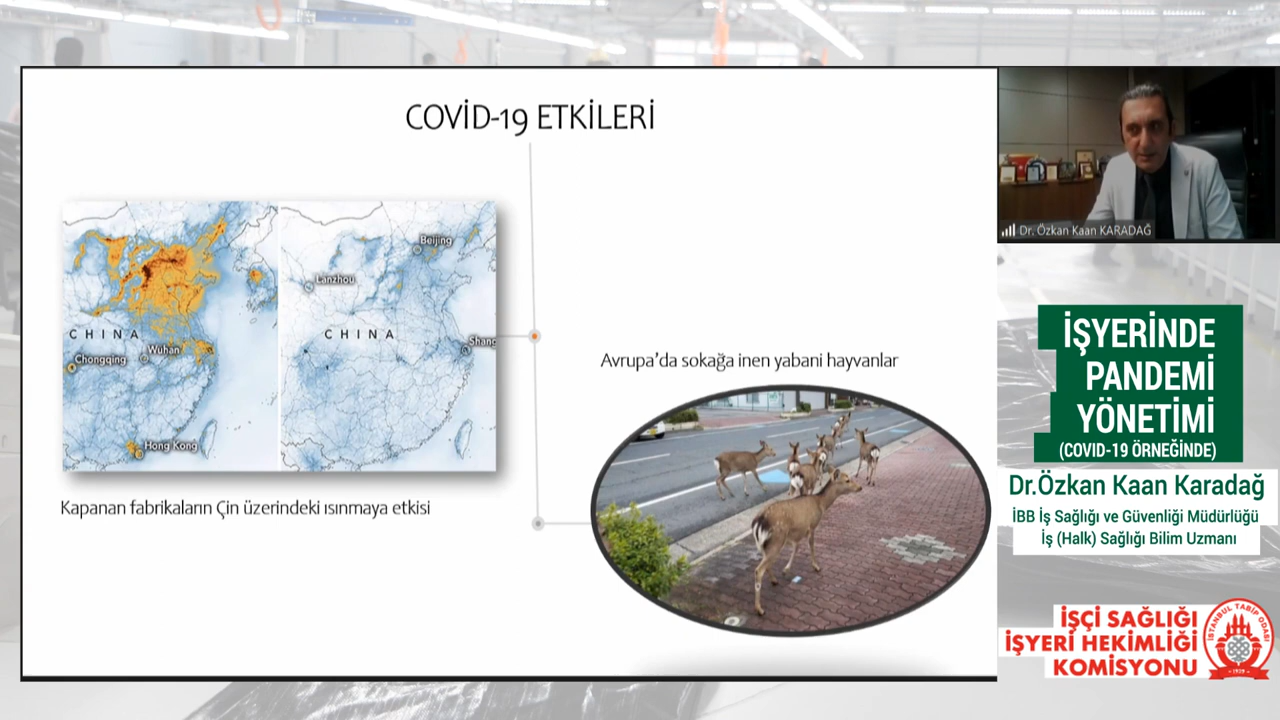 COVİD-19 ETKİLERİ
Beijing
Lanzhou
CHINA
CHINA
Shang
Wuhan
Chongqing
Hong Kong
Kapanan fabrikaların Çin üzerindeki ısınmaya etkisi
Avrupa’da sokağa inen yabani hayvanlar
Dr. Özkan Kaan KARADAĞ
İŞYERİNDE
PANDEMİ
YÖNETİMİ
(COVID-19 ÖRNEĞİNDE)
Dr.Özkan Kaan Karadağ
İBB İş Sağlığı ve Güvenliği Müdürlüğü
İş (Halk) Sağlığı Bilim Uzmanı
İŞÇİ SAĞLIĞI
İŞYERİ HEKİMLİĞİ
KOMİSYONU
İSTANBUL TABİP ODASI
1929